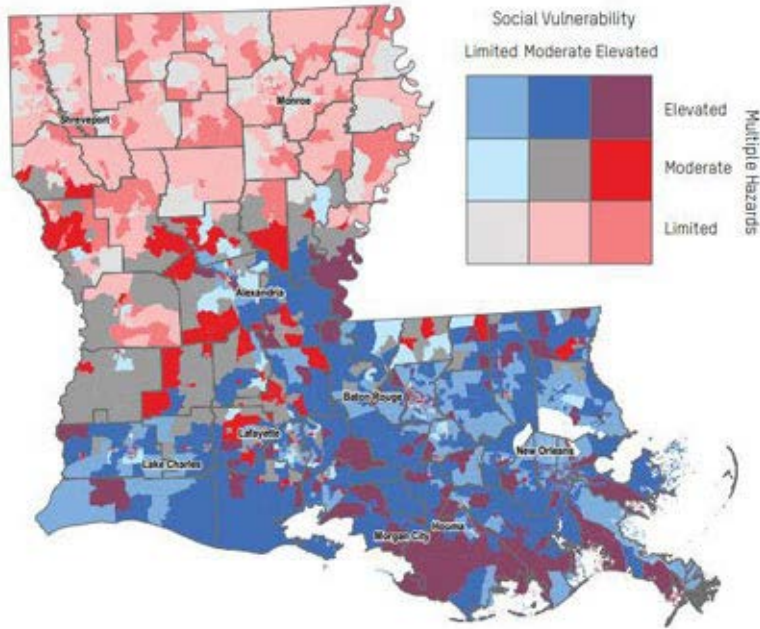 Social Vulnerability
Limited Moderate Elevated
Elevated
Moderate
Limited
Multiple Hazards
Monroe
Shreveport
Alexandria
Baton Rouge
Lafayette
New Orleans
Lake Charles
Houma
Morgan City